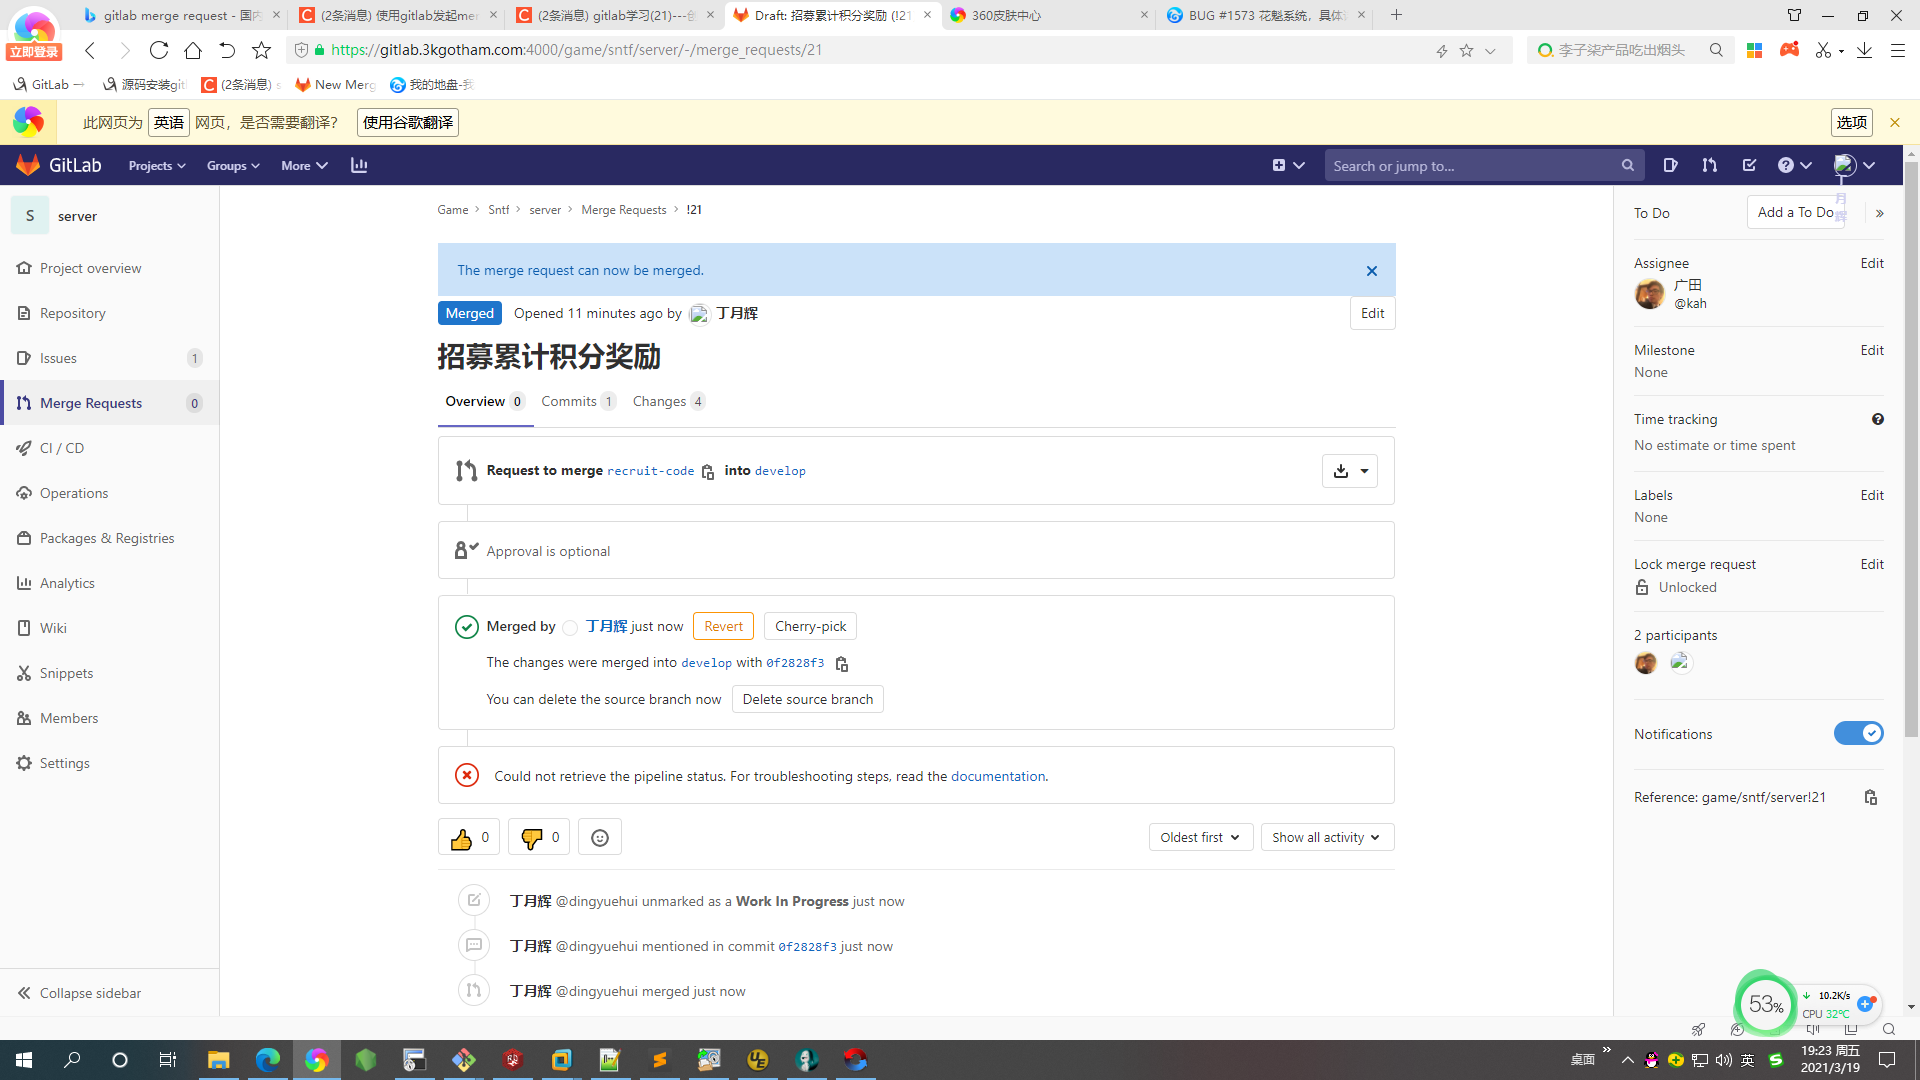 gitlab merge request - 国内
(2条消息) 使用gitlab发起mer
(2条消息) gitlab学习(21)---创
Draft: 招募累计积分奖励 (!21
360皮肤中心
BUG #1573 花魁系统，具体
立即登录
https://gitlab.3kgotham.com:4000/game/sntf/server/-/merge_requests/21
李子柒产品吃出烟头
GitLab 一
源码安装git
(2条消息) s
New Merg
我的地盘-我
此网页为 英语 网页，是否需要翻译？ 使用谷歌翻译
选项
GitLab
Projects
Groups
More
Search or jump to...
月辉
S
server
Project overview
Repository
Issues 1
Merge Requests 0
CI / CD
Operations
Packages & Registries
Analytics
Wiki
Snippets
Members
Settings
Collapse sidebar
Game > Sntf > server > Merge Requests > !21
The merge request can now be merged.
Merged Opened 11 minutes ago by 丁月辉
Edit
招募累计积分奖励
Overview 0 Commits 1 Changes 4
Request to merge recruit-code into develop
Approval is optional
Merged by 丁月辉 just now Revert Cherry-pick
The changes were merged into develop with 0f2828f3
You can delete the source branch now Delete source branch
Could not retrieve the pipeline status. For troubleshooting steps, read the documentation.
0
0
Oldest first
Show all activity
丁月辉 @dingyuehui unmarked as a Work In Progress just now
丁月辉 @dingyuehui mentioned in commit 0f2828f3 just now
丁月辉 @dingyuehui merged just now
To Do
Add a To Do
Assignee Edit
广田
@kah
Milestone Edit
None
Time tracking
No estimate or time spent
Labels Edit
None
Lock merge request Edit
Unlocked
2 participants
Notifications
Reference: game/sntf/server!21
53%
10.2K/s
CPU 32℃
桌面
英
19:23 周五
2021/3/19